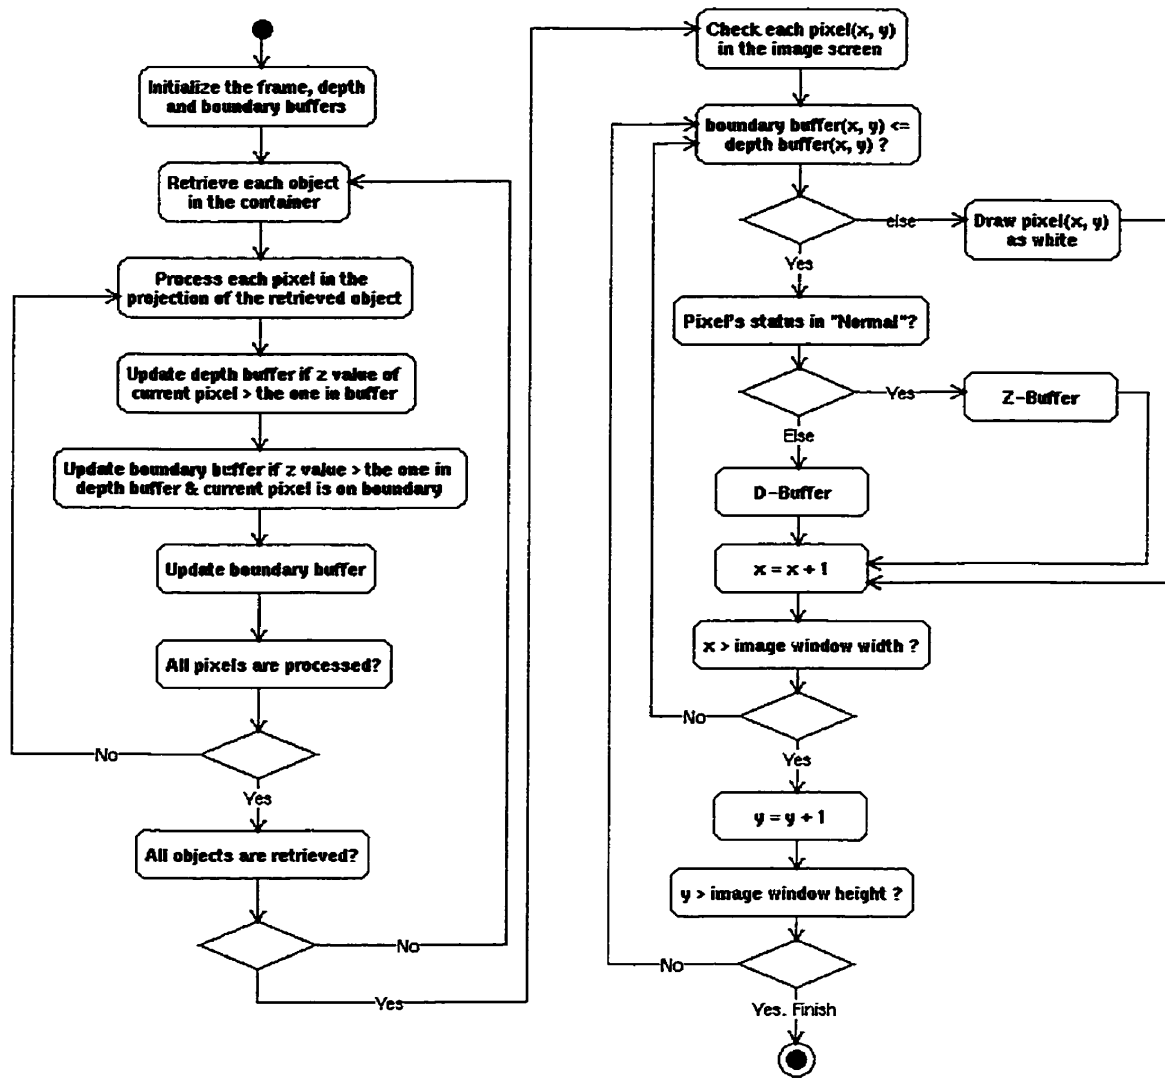 Initialize the frame, depth
and boundary buffers
Retrieve each object
in the container
Process each pixel in the
projection of the retrieved object
Update depth buffer if z value of
current pixel > the one in buffer
Update boundary buffer if z value > the one in
depth buffer & current pixel is on boundary
Update boundary buffer
All pixels are processed?
No
Yes
All objects are retrieved?
No
Yes
Check each pixel(x, y)
in the image screen
boundary buffer(x, y) <=
depth buffer(x, y) ?
else
Draw pixel(x, y)
as white
Yes
Pixel's status in "Normal"?
Yes
Z-Buffer
Else
D-Buffer
x = x + 1
x > image window width ?
No
Yes
y = y + 1
y > image window height ?
No
Yes. Finish